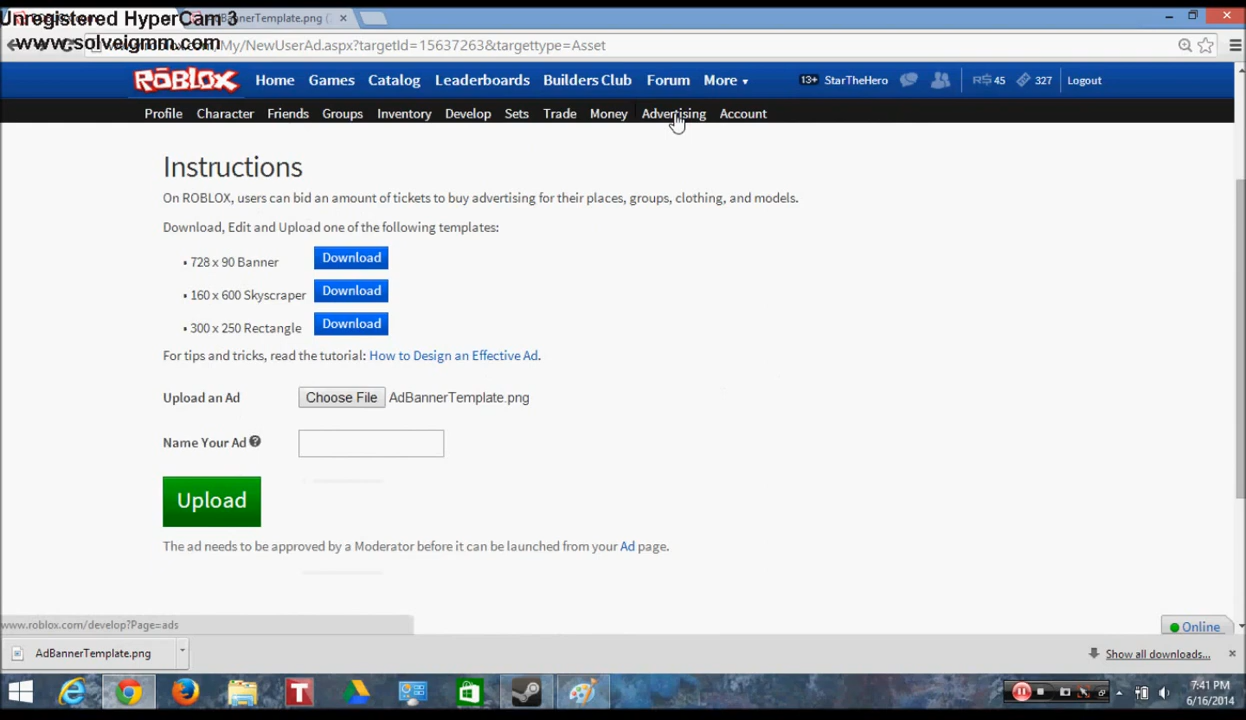 Unregistered HyperCam 3
www.solveigmm.com
AdBannerTemplate.png
/My/NewUserAd.aspx?targetId=15637263&targettype=Asset
ROBLOX Home Games Catalog Leaderboards Builders Club Forum More 13+ StarTheHero R$ 45 327 Logout
Profile Character Friends Groups Inventory Develop Sets Trade Money Advertising Account
Instructions
On ROBLOX, users can bid an amount of tickets to buy advertising for their places, groups, clothing, and models.
Download, Edit and Upload one of the following templates:
• 728 x 90 Banner Download
• 160 x 600 Skyscraper Download
• 300 x 250 Rectangle Download
For tips and tricks, read the tutorial: How to Design an Effective Ad.
Upload an Ad Choose File AdBannerTemplate.png
Name Your Ad ?
Upload
The ad needs to be approved by a Moderator before it can be launched from your Ad page.
www.roblox.com/develop?Page=ads
Online
AdBannerTemplate.png Show all downloads...
7:41 PM
6/16/2014